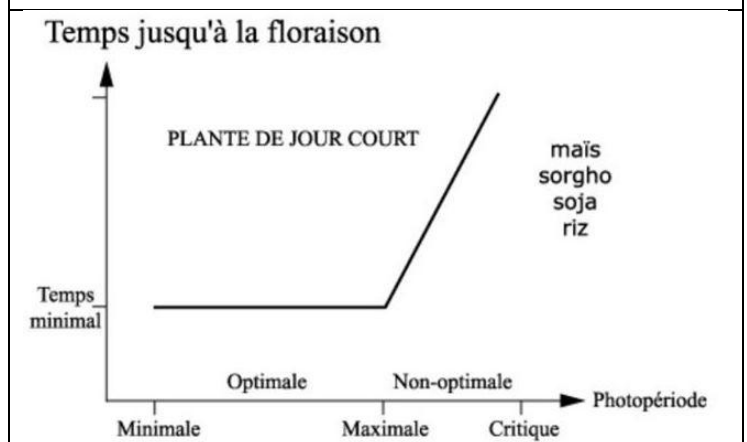 Temps jusqu'à la floraison
PLANTE DE JOUR COURT
maïs
sorgho
soja
riz
Temps
minimal
Optimale
Non-optimale
Photopériode
Minimale
Maximale
Critique